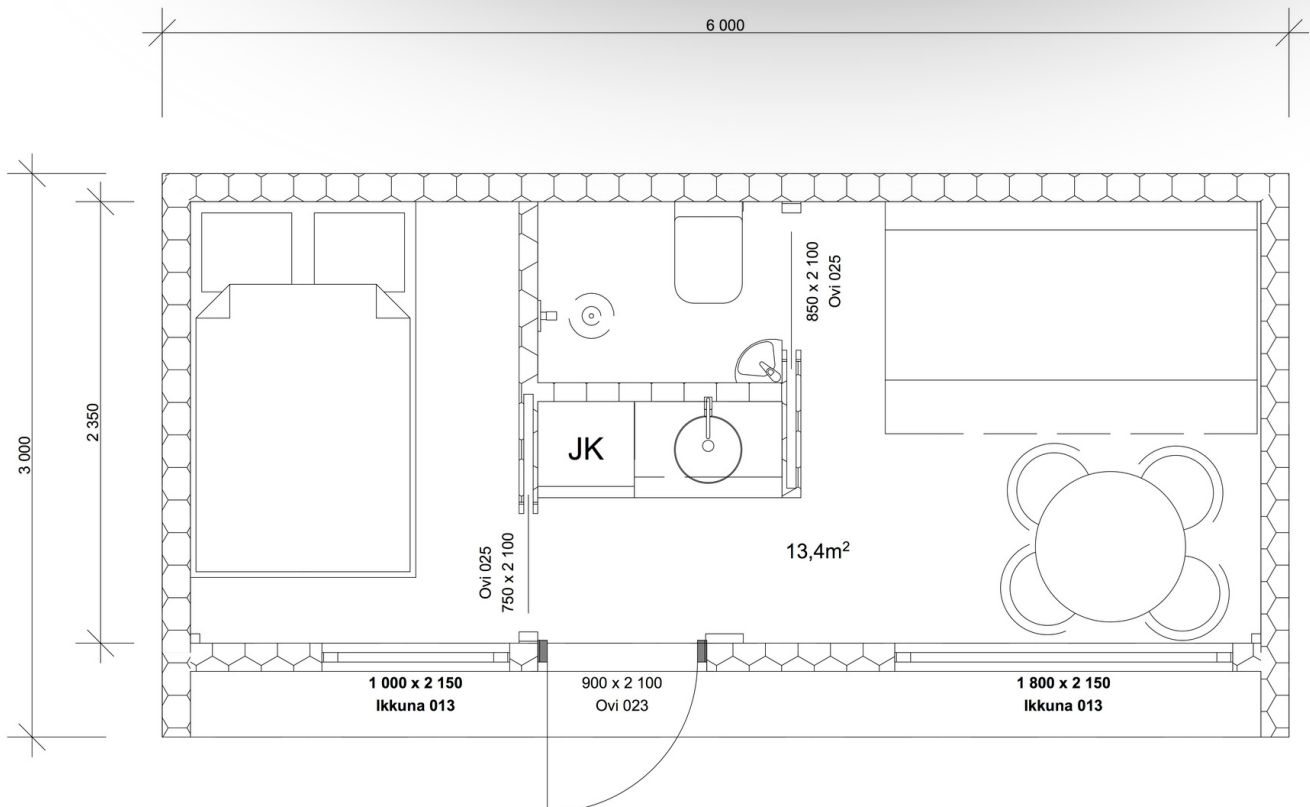 6 000
3 000
2 350
850 x 2 100
Ovi 025
JK
13,4m²
Ovi 025
750 x 2 100
1 000 x 2 150
Ikkuna 013
900 x 2 100
Ovi 023
1 800 x 2 150
Ikkuna 013